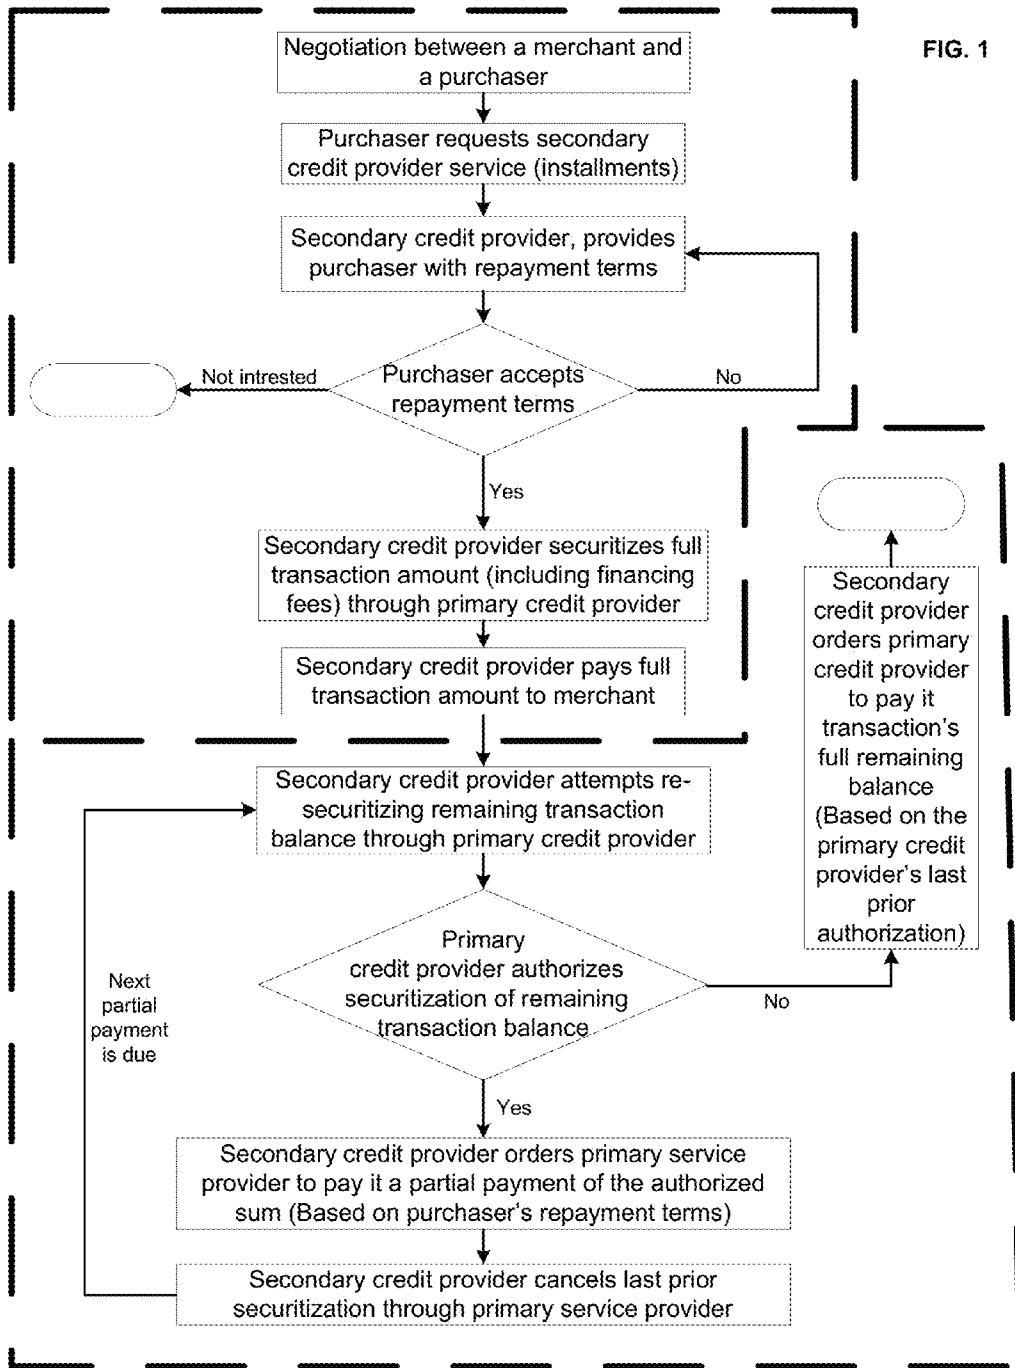 FIG. 1
Negotiation between a merchant and
a purchaser
Purchaser requests secondary
credit provider service (installments)
Secondary credit provider, provides
purchaser with repayment terms
Purchaser accepts
repayment terms
Not intrested
No
Yes
Secondary credit provider securitizes full
transaction amount (including financing
fees) through primary credit provider
Secondary credit provider pays full
transaction amount to merchant
Secondary credit provider attempts re-
securitizing remaining transaction
balance through primary credit provider
Primary
credit provider authorizes
securitization of remaining
transaction balance
No
Secondary
credit provider
orders primary
credit provider
to pay it
transaction's
full remaining
balance
(Based on the
primary credit
provider's last
prior
authorization)
Yes
Secondary credit provider orders primary service
provider to pay it a partial payment of the authorized
sum (Based on purchaser's repayment terms)
Secondary credit provider cancels last prior
securitization through primary service provider
Next
partial
payment
is due